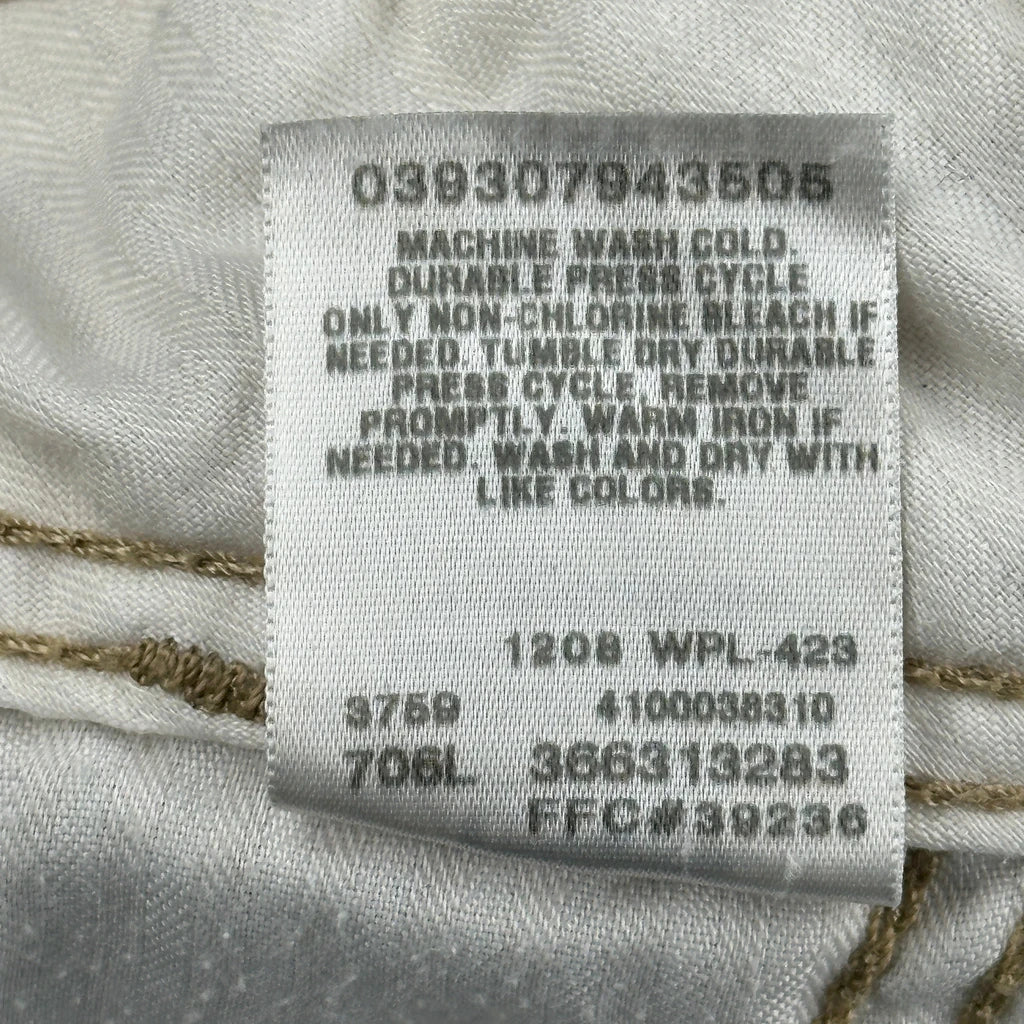 039307943505
MACHINE WASH COLD.
DURABLE PRESS CYCLE
ONLY NON-CHLORINE BLEACH IF
NEEDED. TUMBLE DRY DURABLE
PRESS CYCLE. REMOVE
PROMPTLY. WARM IRON IF
NEEDED. WASH AND DRY WITH
LIKE COLORS.
1208 WPL-423
3759 4100038310
706L 366313283
FFC#39236